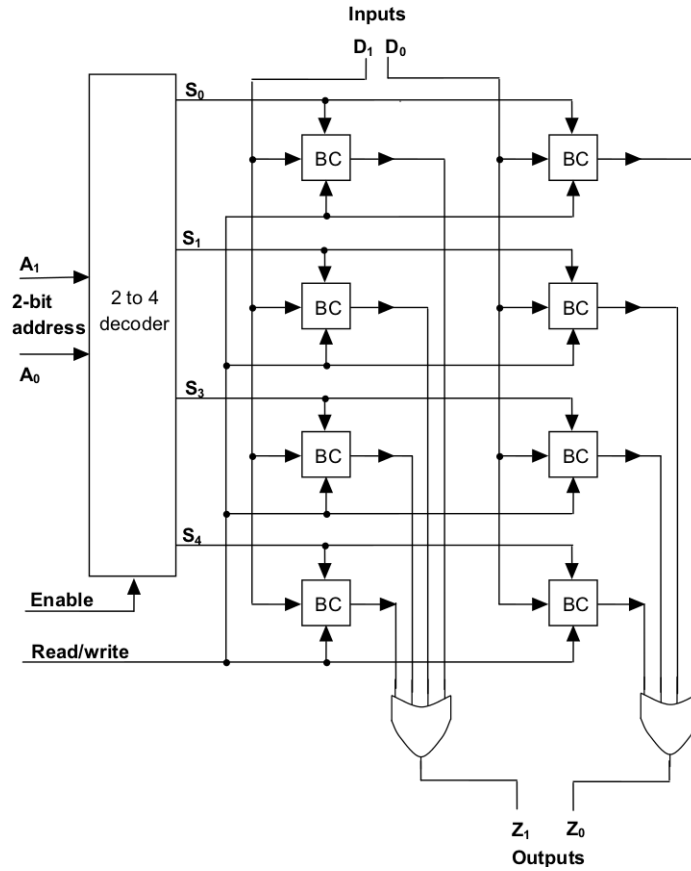 Inputs
D₁ D₀
S₀
BC BC
S₁
A₁
2-bit address
A₀
2 to 4 decoder
BC BC
S₃
BC BC
S₄
Enable
BC BC
Read/write
Z₁ Z₀
Outputs